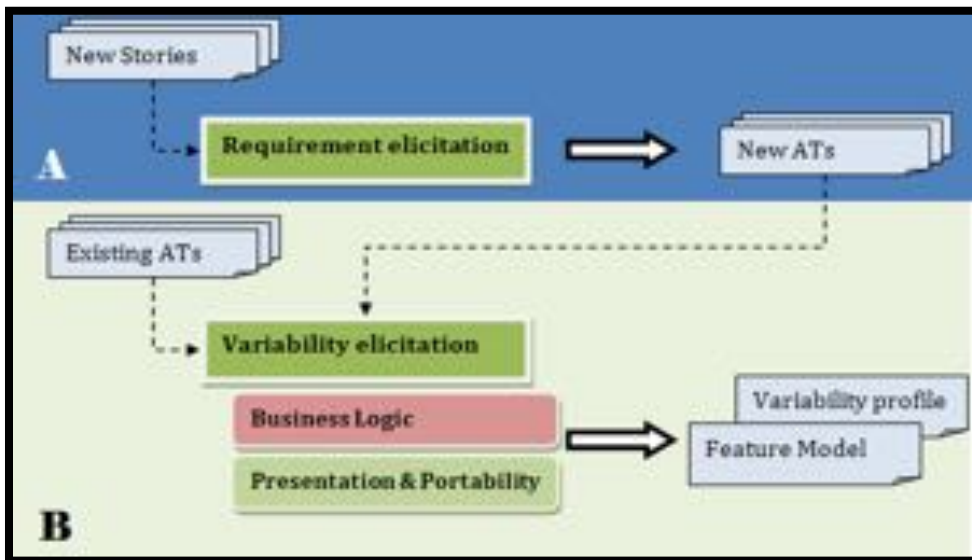 New Stories
Requirement elicitation
New ATs
A
Existing ATs
Variability elicitation
Business Logic
Variability profile
Feature Model
Presentation & Portability
B